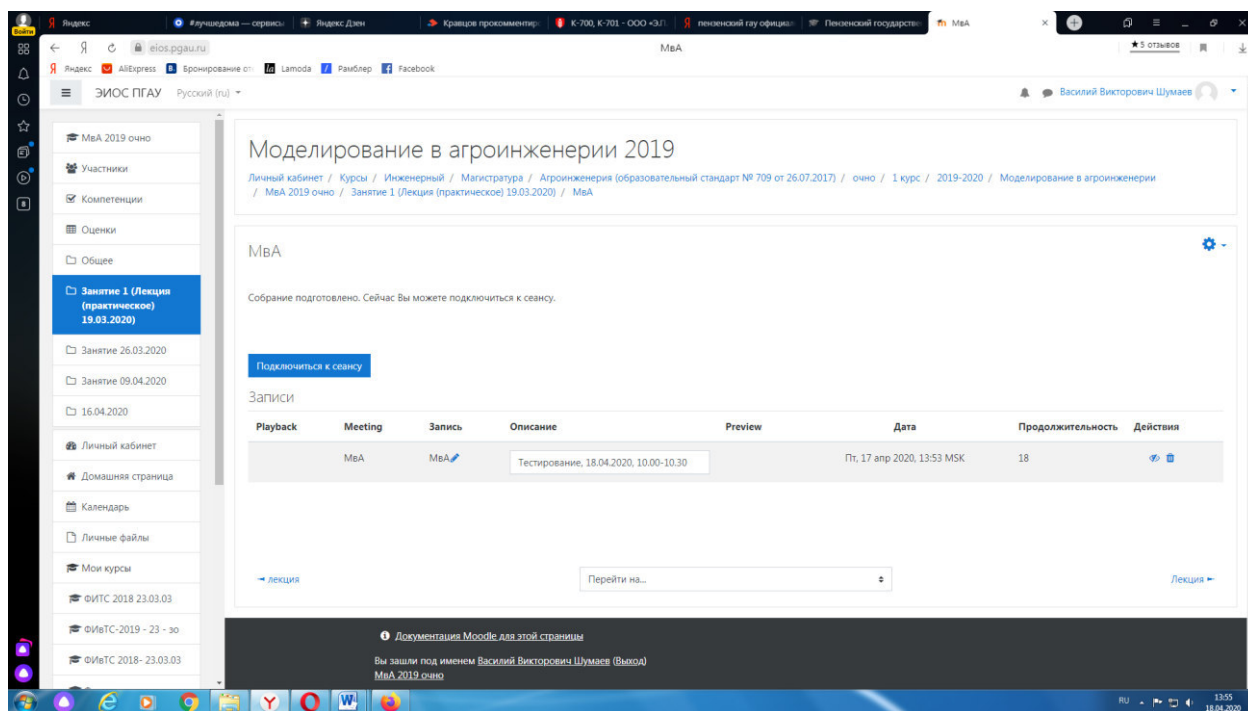 Яндекс
#лучшедома — сервисы
Яндекс Дзен
Кравцов прокомментир
К-700, К-701 - ООО «З.П
пензенский гау официал
Пензенский государстве
МвА
Войти
eios.pgau.ru
МвА
★5 отзывов
Яндекс
AliExpress
Бронирование от
Lamoda
Рамблер
Facebook
ЭИОС ПГАУ
Русский (ru)
Василий Викторович Шумаев
МвА 2019 очно
Участники
Компетенции
Оценки
Общее
Занятие 1 (Лекция
(практическое)
19.03.2020)
Занятие 26.03.2020
Занятие 09.04.2020
16.04.2020
Личный кабинет
Домашняя страница
Календарь
Личные файлы
Мои курсы
ФИТС 2018 23.03.03
ФИвТС-2019 - 23 - зо
ФИвТС 2018- 23.03.03
Моделирование в агроинженерии 2019
Личный кабинет / Курсы / Инженерный / Магистратура / Агроинженерия (образовательный стандарт № 709 от 26.07.2017) / очно / 1 курс / 2019-2020 / Моделирование в агроинженерии
/ МвА 2019 очно / Занятие 1 (Лекция (практическое) 19.03.2020) / МвА
МвА
Собрание подготовлено. Сейчас Вы можете подключиться к сеансу.
Подключиться к сеансу
Записи
Playback Meeting Запись Описание Preview Дата Продолжительность Действия
МвА МвА Тестирование, 18.04.2020, 10.00-10.30 Пт, 17 апр 2020, 13:53 MSK 18
◄ лекция
Перейти на...
Лекция ►
Документация Moodle для этой страницы
Вы зашли под именем Василий Викторович Шумаев (Выход)
МвА 2019 очно
RU
13:55
18.04.2020